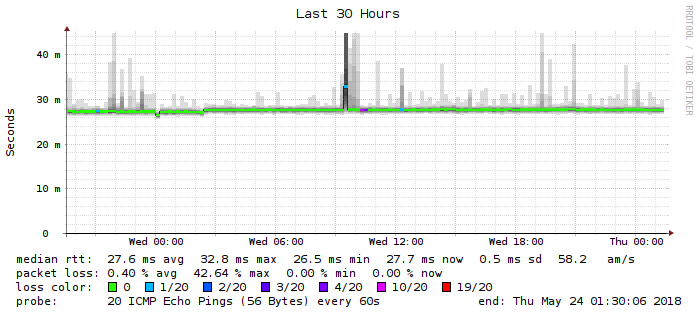 Last 30 Hours
RRDTOOL / TOBI OETIKER
Seconds
40 m
30 m
20 m
10 m
0
Wed 00:00 Wed 06:00 Wed 12:00 Wed 18:00 Thu 00:00
median rtt: 27.6 ms avg 32.8 ms max 26.5 ms min 27.7 ms now 0.5 ms sd 58.2 am/s
packet loss: 0.40 % avg 42.64 % max 0.00 % min 0.00 % now
loss color: 0 1/20 2/20 3/20 4/20 10/20 19/20
probe: 20 ICMP Echo Pings (56 Bytes) every 60s end: Thu May 24 01:30:06 2018